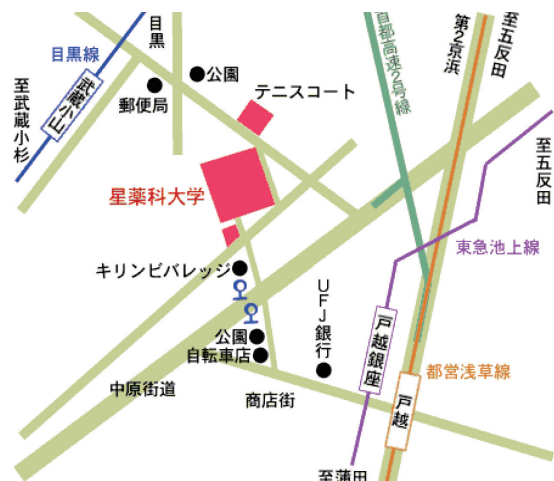 目黒線
目黒
武蔵小山
至武蔵小杉
公園
郵便局
テニスコート
首都高速2号線
第2京浜
至五反田
至五反田
星薬科大学
東急池上線
キリンビバレッジ
UFJ銀行
公園
自転車店
戸越銀座
中原街道
商店街
都営浅草線
戸越
至蒲田